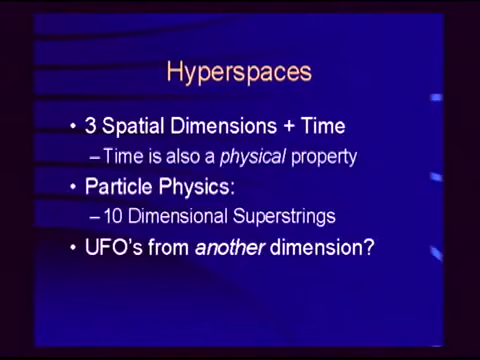 Hyperspaces
• 3 Spatial Dimensions + Time
–Time is also a physical property
• Particle Physics:
–10 Dimensional Superstrings
• UFO's from another dimension?